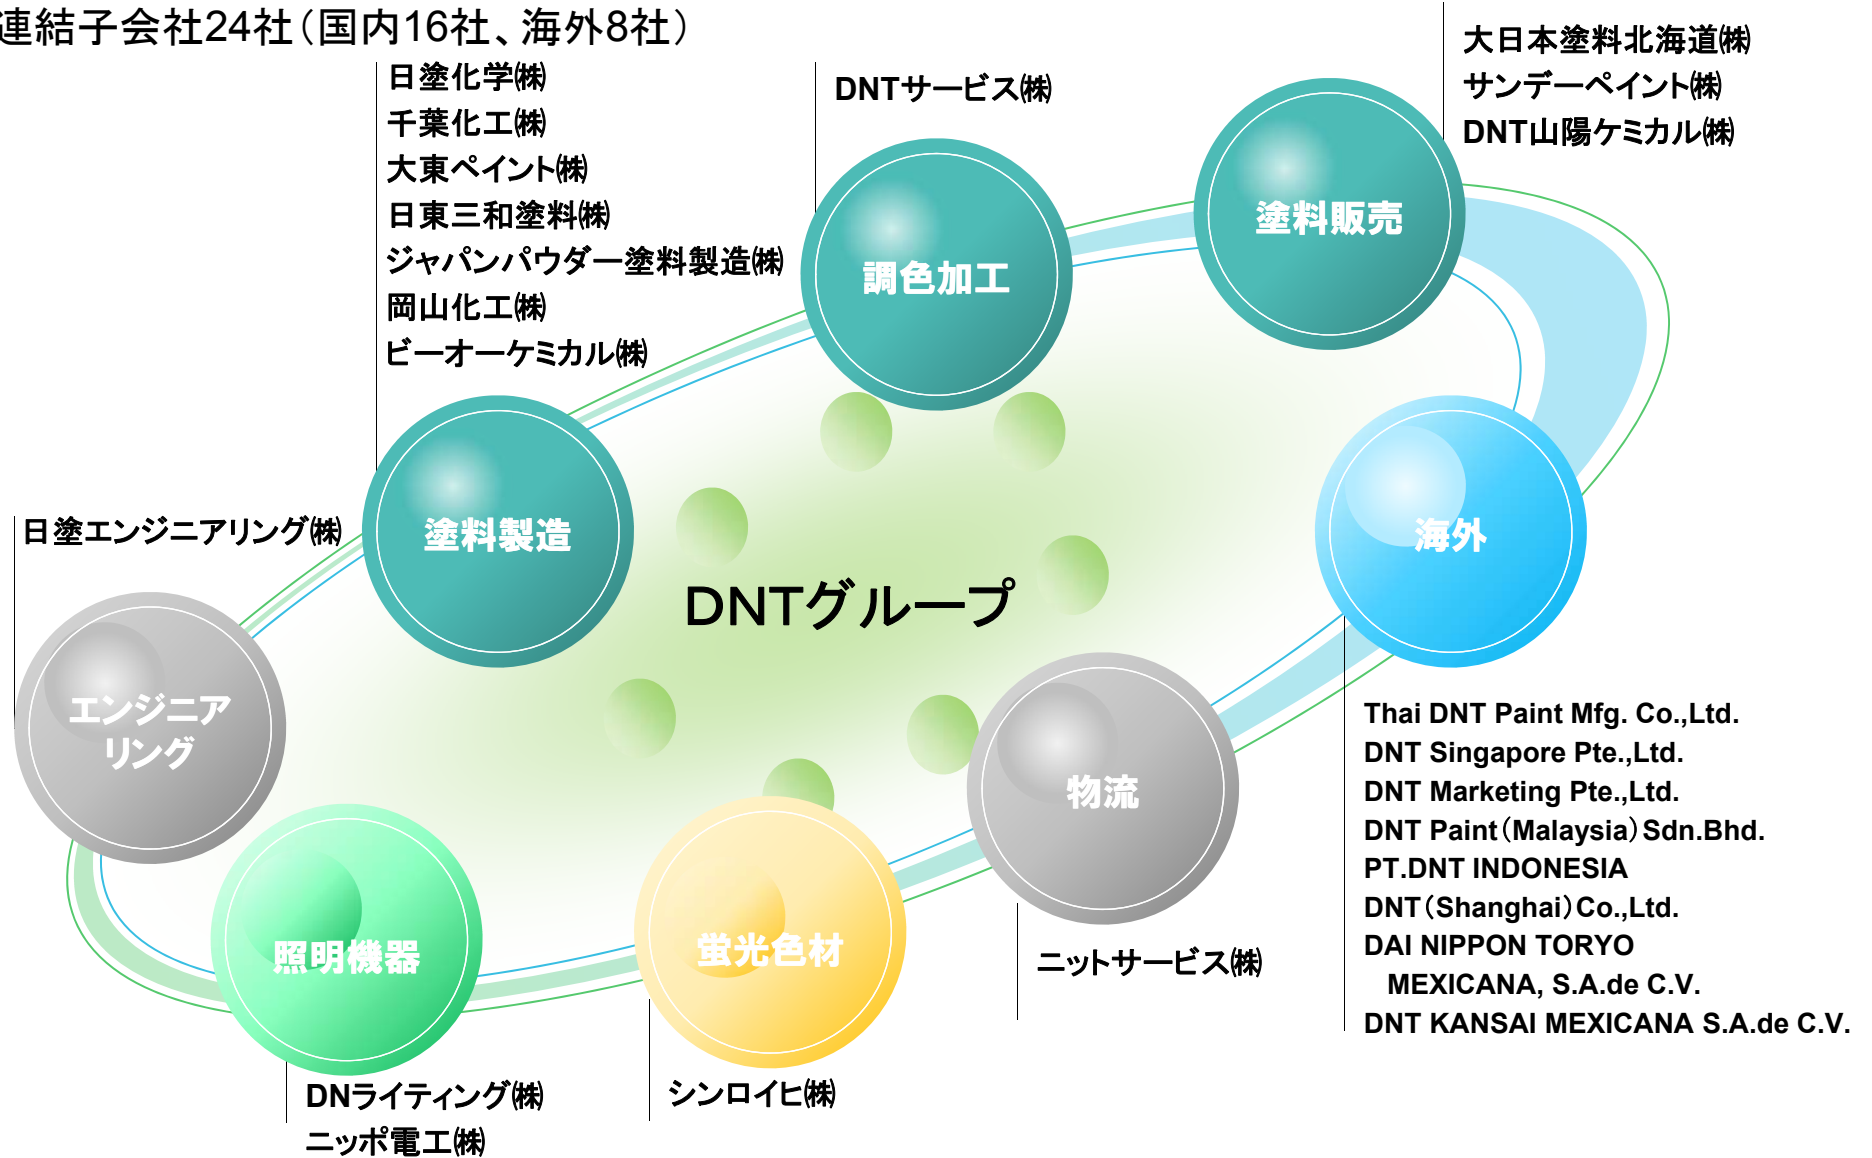 連結子会社24社（国内16社、海外8社）
日塗化学㈱
千葉化工㈱
大東ペイント㈱
日東三和塗料㈱
ジャパンパウダー塗料製造㈱
岡山化工㈱
ビーオーケミカル㈱
塗料製造
DNTサービス㈱
調色加工
大日本塗料北海道㈱
サンデーペイント㈱
DNT山陽ケミカル㈱
塗料販売
日塗エンジニアリング㈱
エンジニア
リング
DNTグループ
海外
Thai DNT Paint Mfg. Co.,Ltd.
DNT Singapore Pte.,Ltd.
DNT Marketing Pte.,Ltd.
DNT Paint（Malaysia）Sdn.Bhd.
PT.DNT INDONESIA
DNT（Shanghai）Co.,Ltd.
DAI NIPPON TORYO
MEXICANA, S.A.de C.V.
DNT KANSAI MEXICANA S.A.de C.V.
物流
ニットサービス㈱
蛍光色材
シンロイヒ㈱
照明機器
DNライティング㈱
ニッポ電工㈱